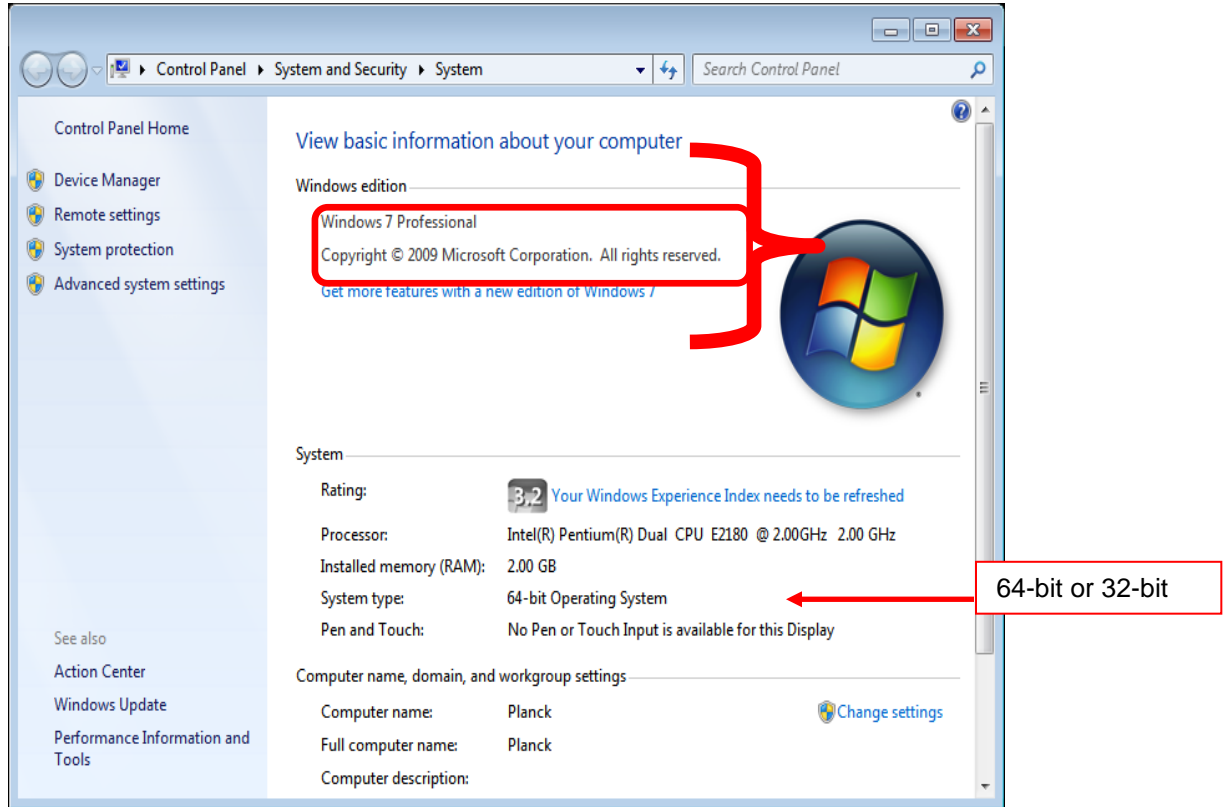 Control Panel ▸ System and Security ▸ System
Search Control Panel
Control Panel Home
Device Manager
Remote settings
System protection
Advanced system settings
See also
Action Center
Windows Update
Performance Information and
Tools
View basic information about your computer
Windows edition
Windows 7 Professional
Copyright © 2009 Microsoft Corporation. All rights reserved.
Get more features with a new edition of Windows 7
System
Rating:
3,2 Your Windows Experience Index needs to be refreshed
Processor: Intel(R) Pentium(R) Dual CPU E2180 @ 2.00GHz 2.00 GHz
Installed memory (RAM): 2.00 GB
System type: 64-bit Operating System
64-bit or 32-bit
Pen and Touch: No Pen or Touch Input is available for this Display
Computer name, domain, and workgroup settings
Computer name: Planck
Change settings
Full computer name: Planck
Computer description: